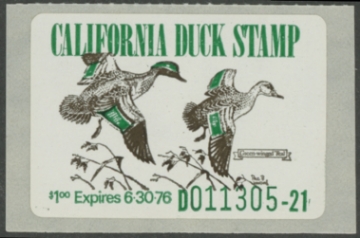 CALIFORNIA DUCK STAMP
Green-winged Teal
$1.00 Expires 6·30·76 D011305-21